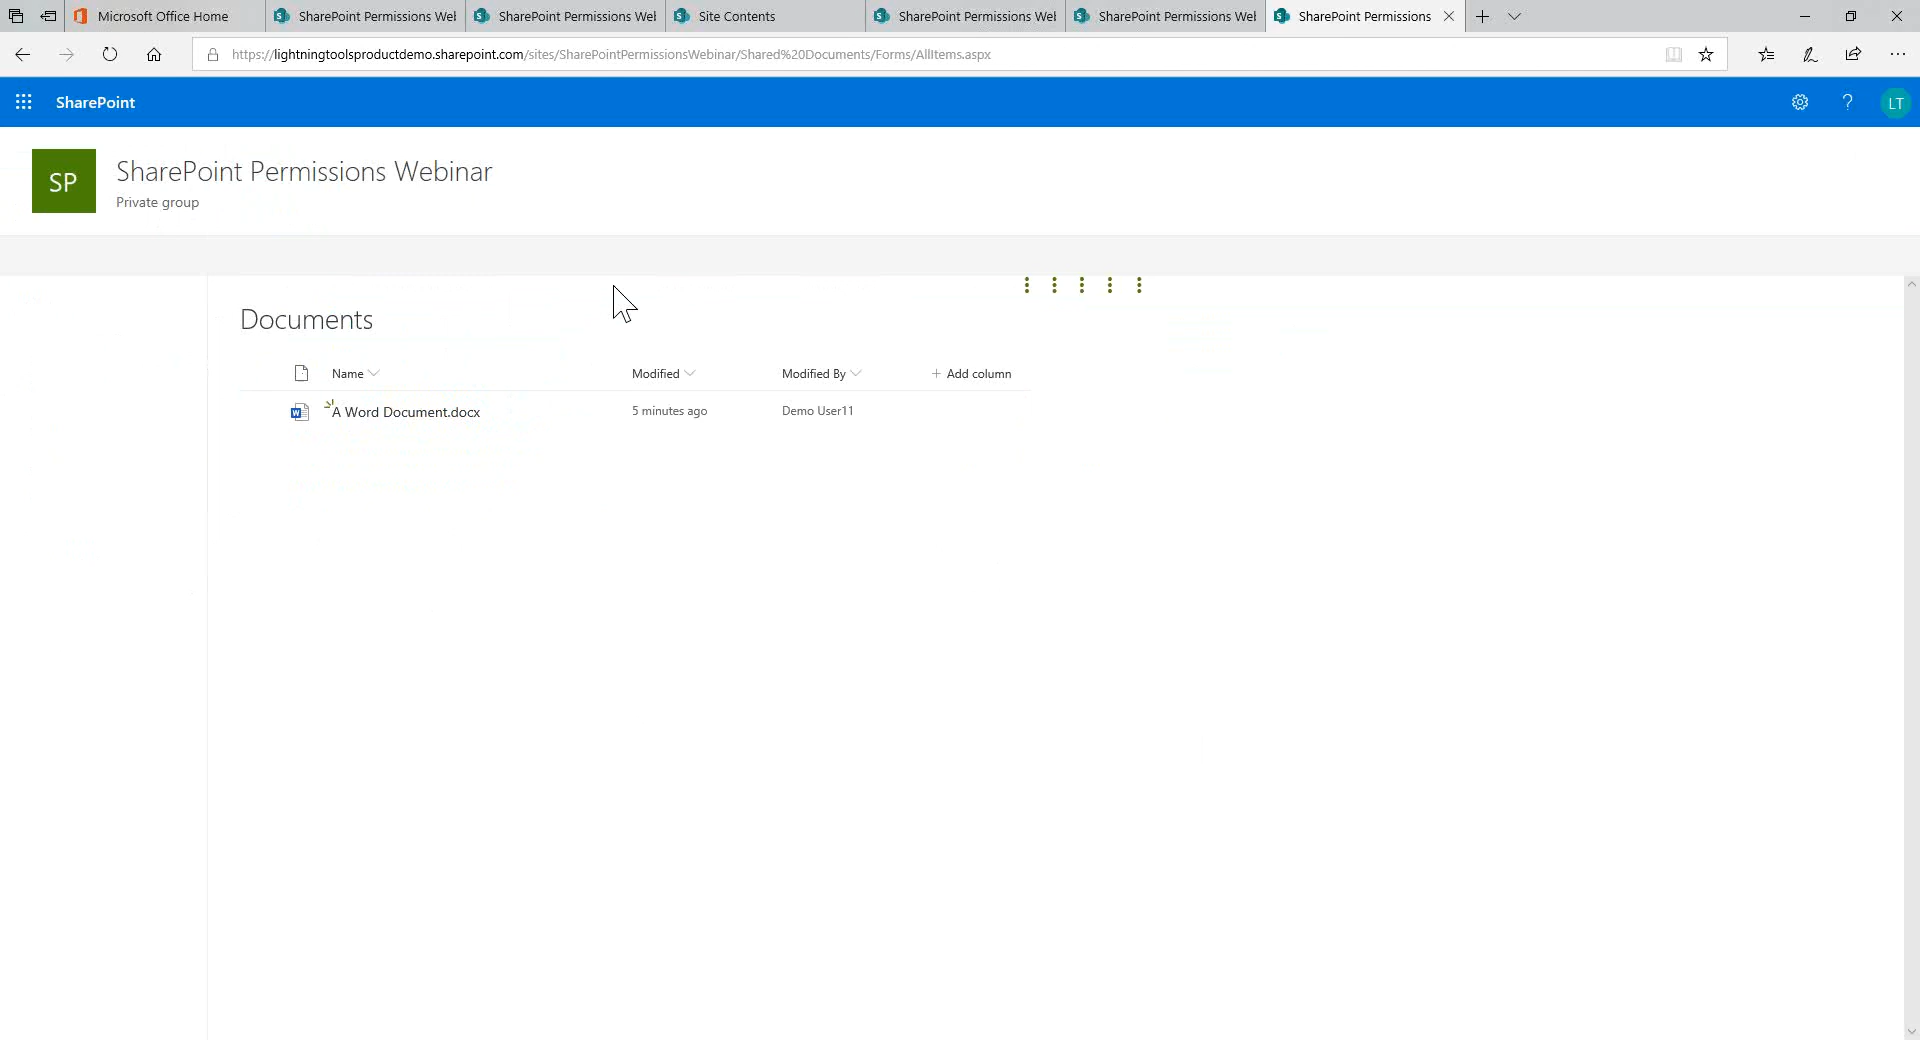 Microsoft Office Home
SharePoint Permissions Wel
SharePoint Permissions Wel
Site Contents
SharePoint Permissions Wel
SharePoint Permissions Wel
SharePoint Permissions
https://lightningtoolsproductdemo.sharepoint.com/sites/SharePointPermissionsWebinar/Shared%20Documents/Forms/AllItems.aspx
SharePoint
?
LT
SP
SharePoint Permissions Webinar
Private group
Documents
Name
Modified
Modified By
+ Add column
A Word Document.docx
5 minutes ago
Demo User11